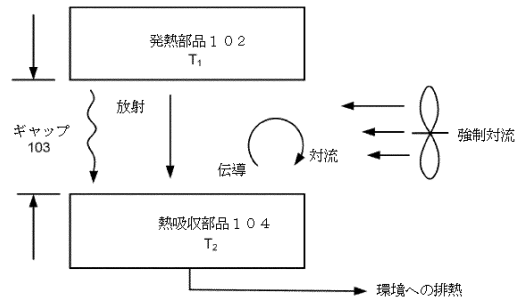 発熱部品１０２
T1
放射
ギャップ
103
伝導
対流
強制対流
熱吸収部品１０４
T2
環境への排熱